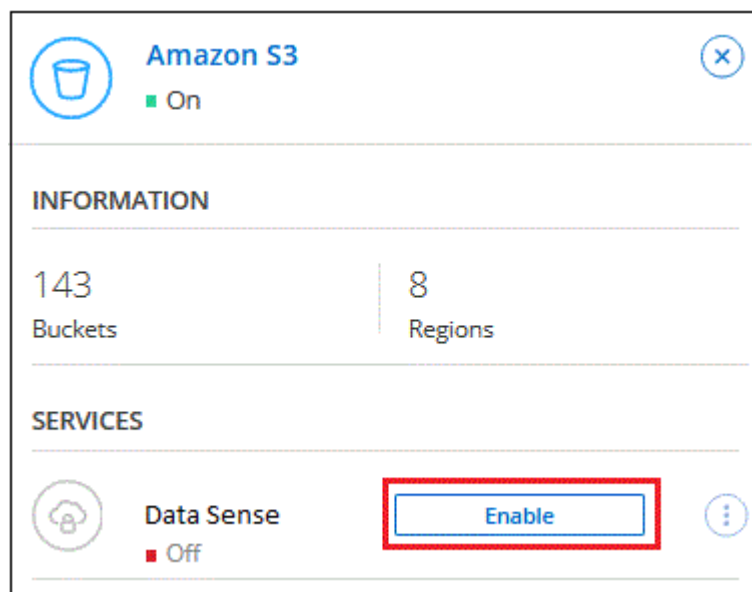 Amazon S3
On
INFORMATION
143 8
Buckets Regions
SERVICES
Data Sense Enable
Off